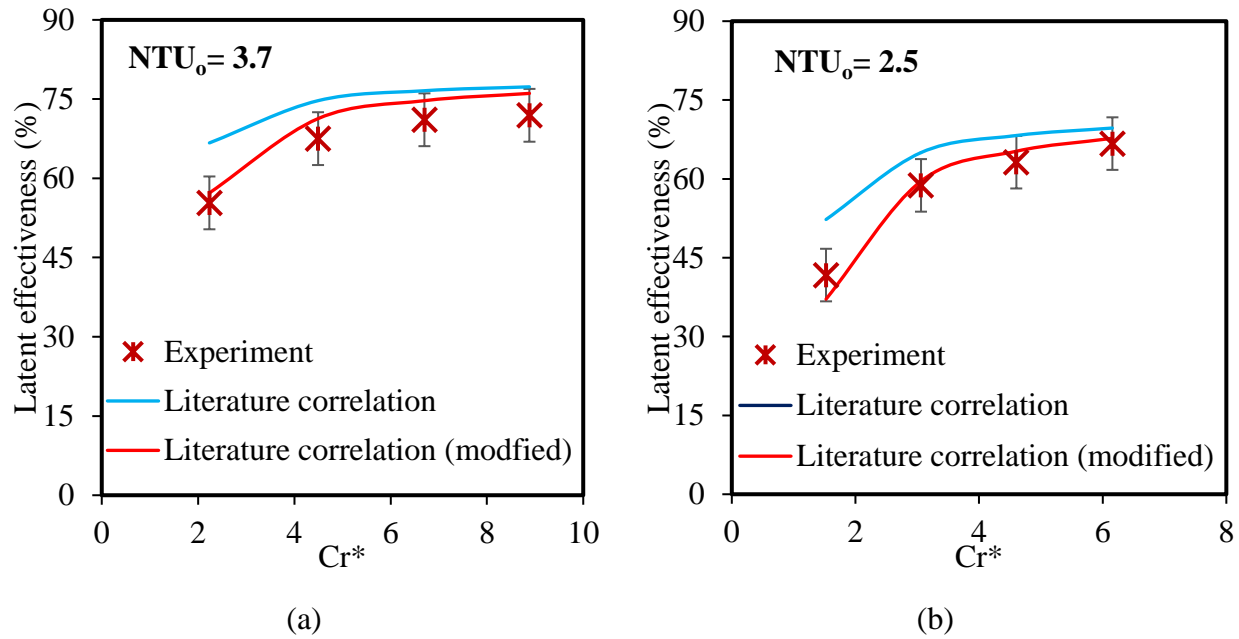 90
75
60
45
30
15
0
Latent effectiveness (%)
NTUo= 3.7
Experiment
Literature correlation
Literature correlation (modfied)
0 2 4 6 8 10
Cr*
(a)
90
75
60
45
30
15
0
Latent effectiveness (%)
NTUo= 2.5
Experiment
Literature correlation
Literature correlation (modified)
0 2 4 6 8
Cr*
(b)